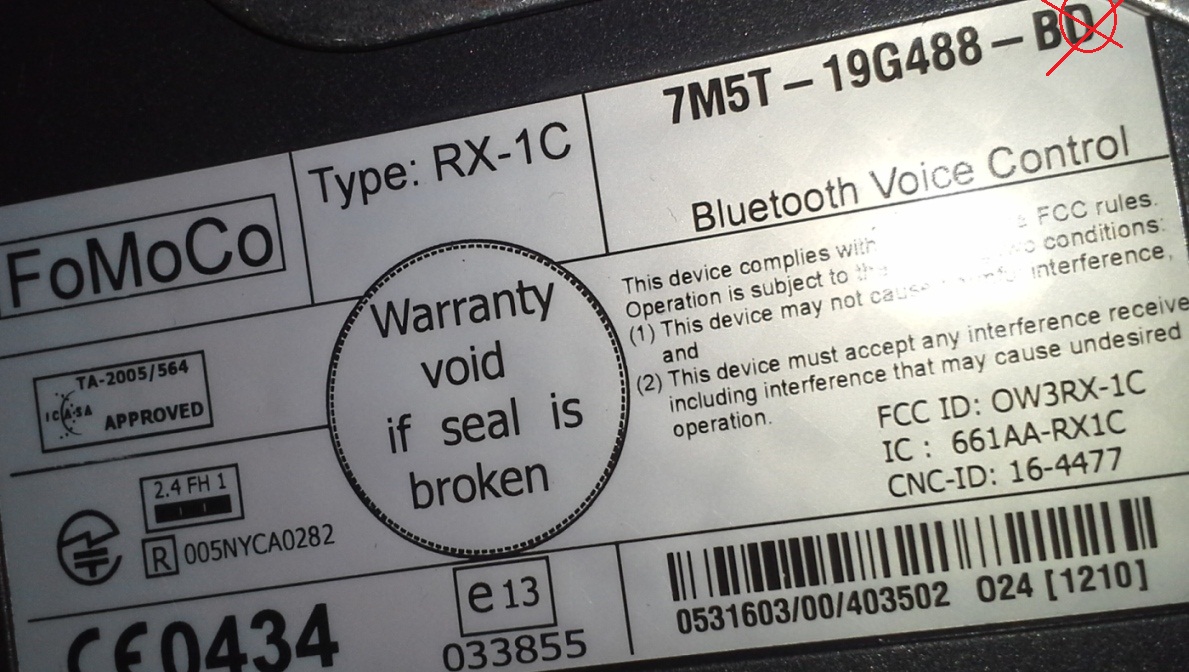 7M5T – 19G488 – BD
Type: RX-1C
Bluetooth Voice Control
FoMoCo
This device complies with FCC rules.
Operation is subject to conditions:
(1) This device may not cause interference,
and
(2) This device must accept any interference receive
including interference that may cause undesired
operation.
Warranty
void
if seal is
broken
TA-2005/564
ICASA
APPROVED
FCC ID: OW3RX-1C
IC : 661AA-RX1C
CNC-ID: 16-4477
2.4 FH 1
R 005NYCA0282
CE0434
e13
033855
0531603/00/403502 024 [1210]